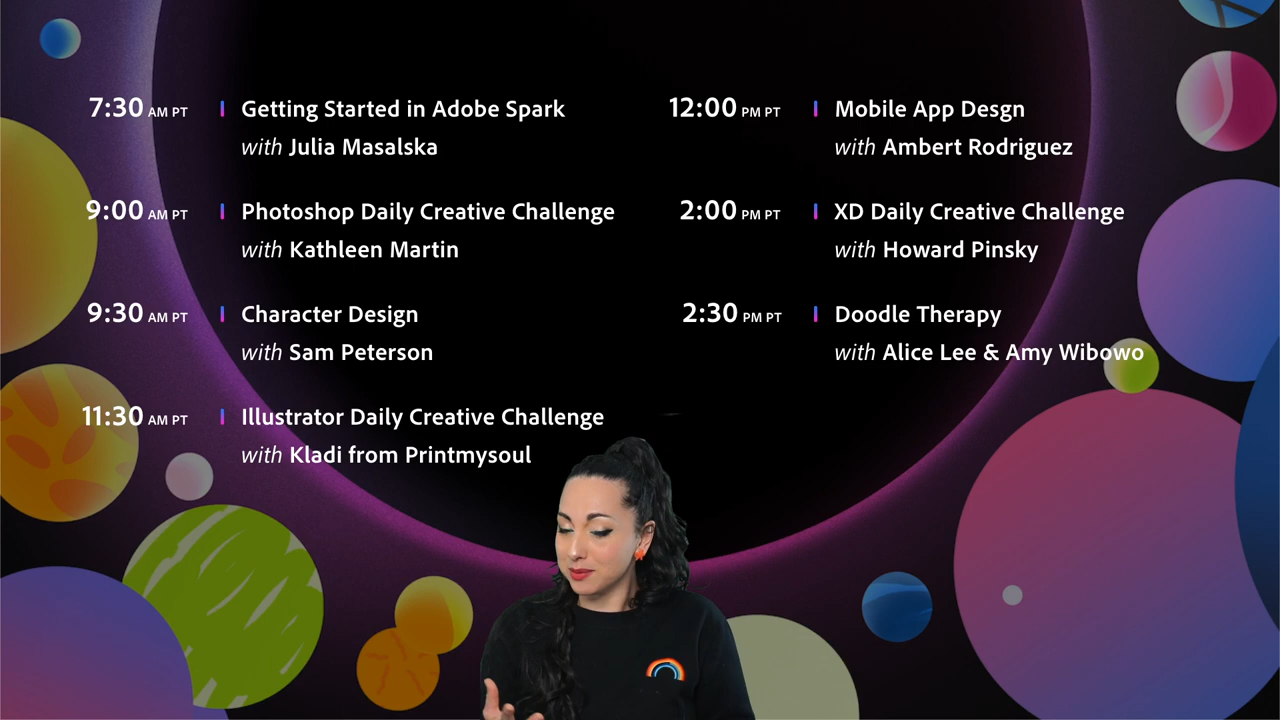 7:30 AM PT Getting Started in Adobe Spark
with Julia Masalska
9:00 AM PT Photoshop Daily Creative Challenge
with Kathleen Martin
9:30 AM PT Character Design
with Sam Peterson
11:30 AM PT Illustrator Daily Creative Challenge
with Kladi from Printmysoul
12:00 PM PT Mobile App Desgn
with Ambert Rodriguez
2:00 PM PT XD Daily Creative Challenge
with Howard Pinsky
2:30 PM PT Doodle Therapy
with Alice Lee & Amy Wibowo